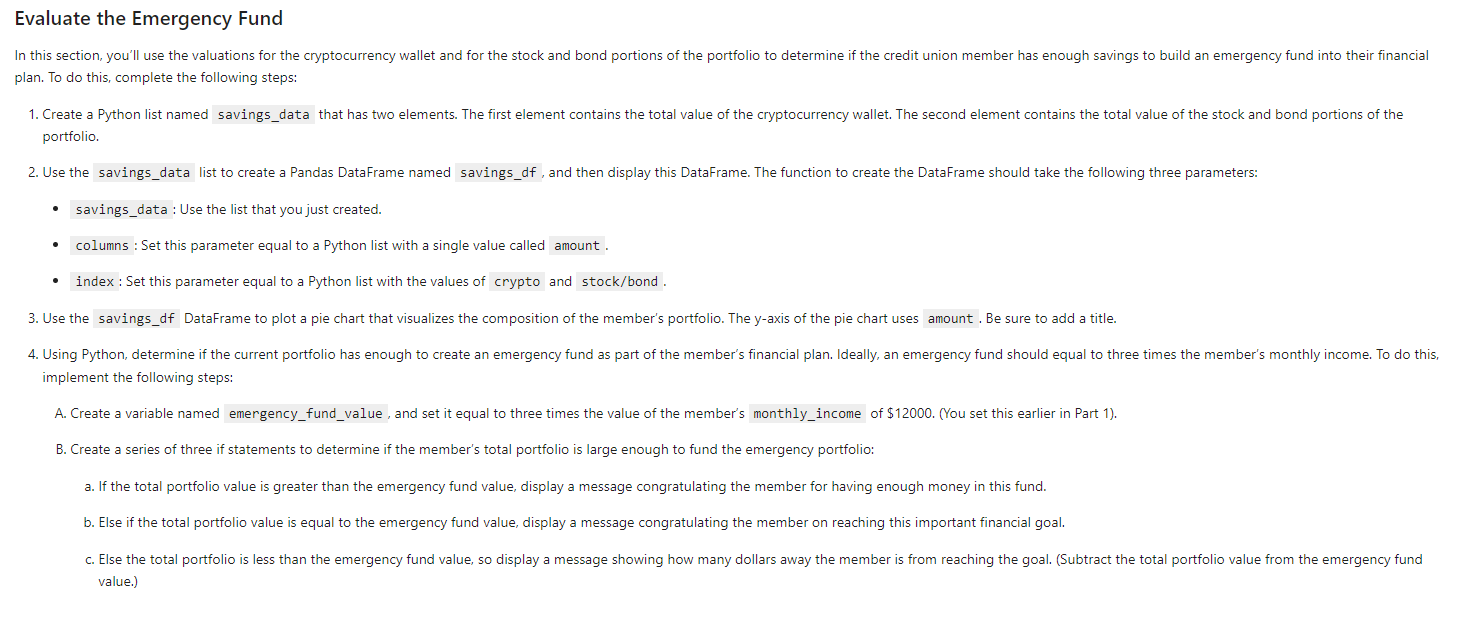 Evaluate the Emergency Fund
In this section, you'll use the valuations for the cryptocurrency wallet and for the stock and bond portions of the portfolio to determine if the credit union member has enough savings to build an emergency fund into their financial
plan. To do this, complete the following steps:
1. Create a Python list named savings_data that has two elements. The first element contains the total value of the cryptocurrency wallet. The second element contains the total value of the stock and bond portions of the
portfolio.
2. Use the savings_data list to create a Pandas DataFrame named savings_df , and then display this DataFrame. The function to create the DataFrame should take the following three parameters:
• savings_data : Use the list that you just created.
• columns : Set this parameter equal to a Python list with a single value called amount .
• index : Set this parameter equal to a Python list with the values of crypto and stock/bond .
3. Use the savings_df DataFrame to plot a pie chart that visualizes the composition of the member's portfolio. The y-axis of the pie chart uses amount . Be sure to add a title.
4. Using Python, determine if the current portfolio has enough to create an emergency fund as part of the member's financial plan. Ideally, an emergency fund should equal to three times the member's monthly income. To do this,
implement the following steps:
A. Create a variable named emergency_fund_value , and set it equal to three times the value of the member's monthly_income of $12000. (You set this earlier in Part 1).
B. Create a series of three if statements to determine if the member's total portfolio is large enough to fund the emergency portfolio:
a. If the total portfolio value is greater than the emergency fund value, display a message congratulating the member for having enough money in this fund.
b. Else if the total portfolio value is equal to the emergency fund value, display a message congratulating the member on reaching this important financial goal.
c. Else the total portfolio is less than the emergency fund value, so display a message showing how many dollars away the member is from reaching the goal. (Subtract the total portfolio value from the emergency fund
value.)